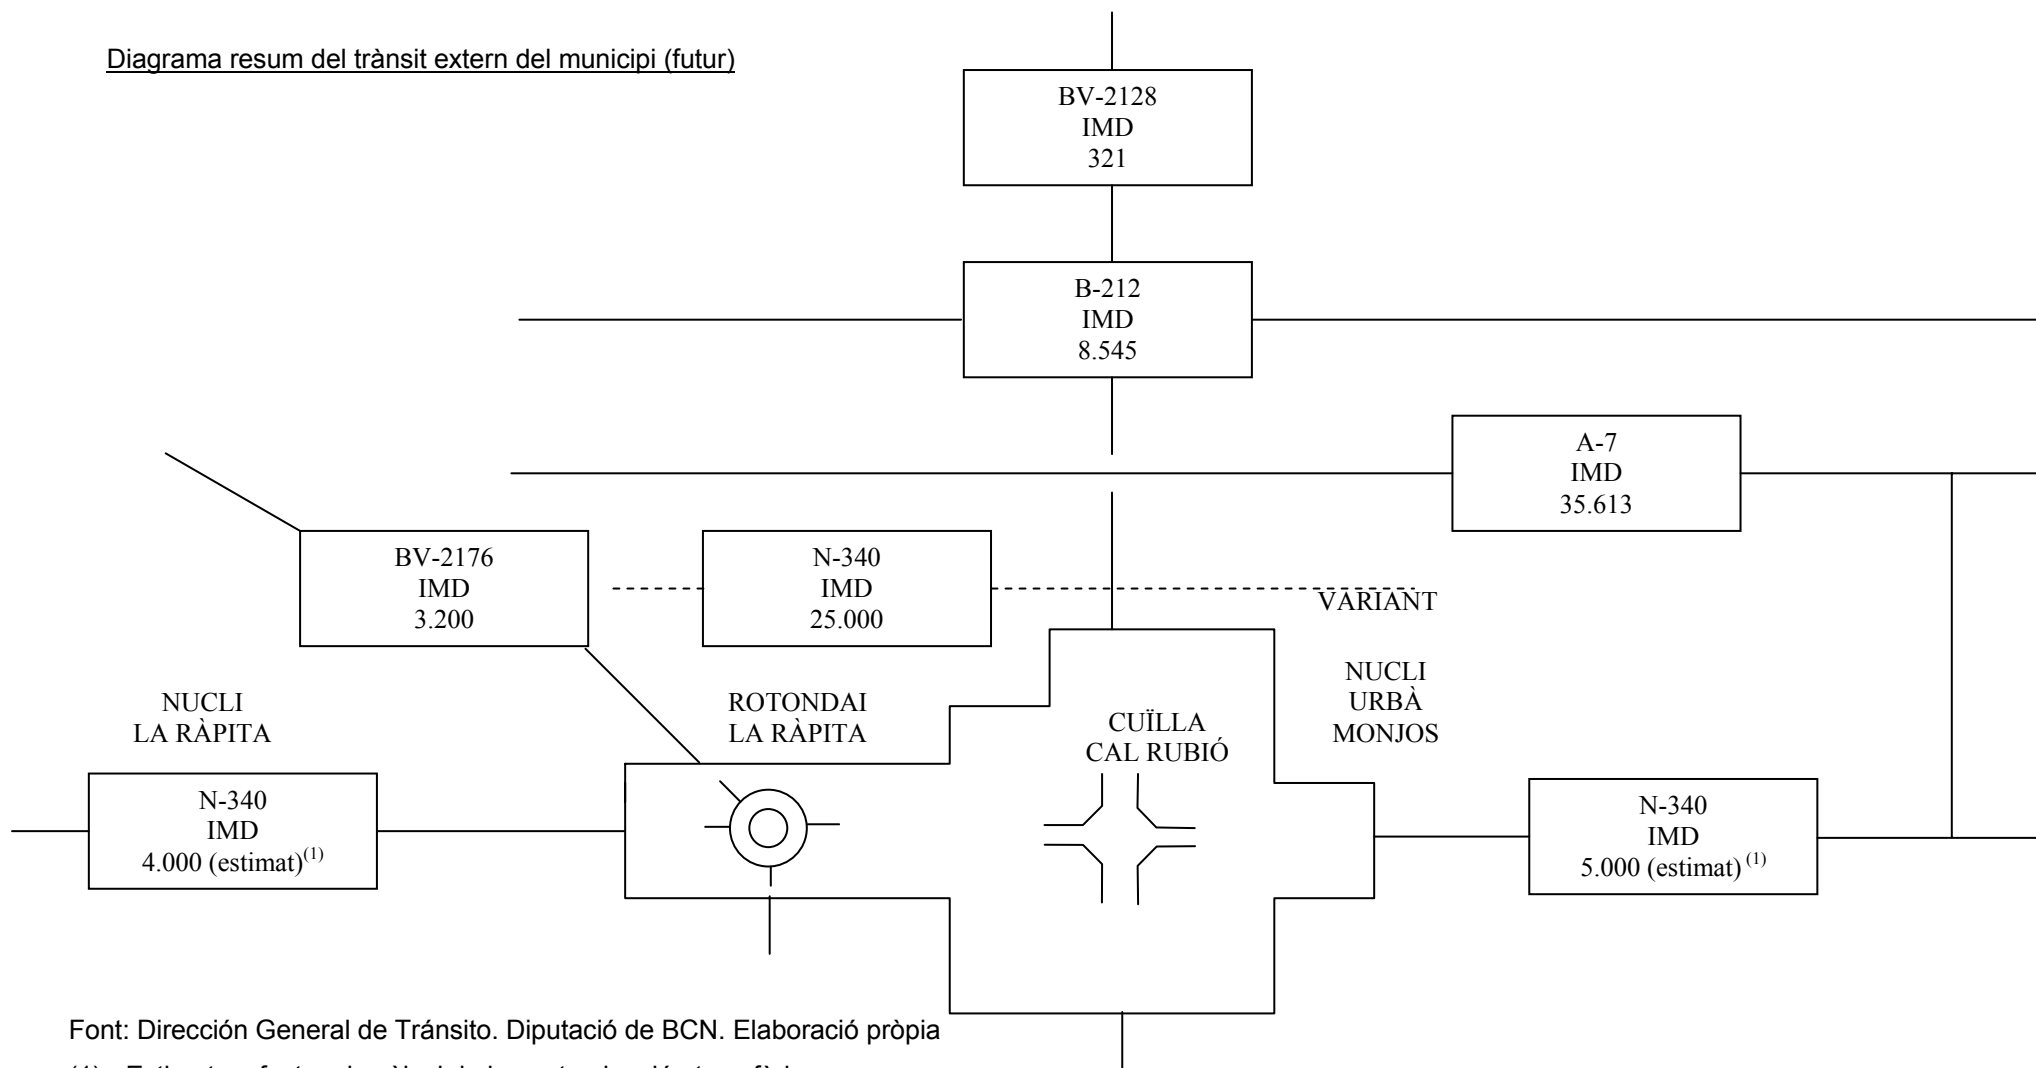 Diagrama resum del trànsit extern del municipi (futur)
BV-2128
IMD
321
B-212
IMD
8.545
A-7
IMD
35.613
BV-2176
IMD
3.200
N-340
IMD
25.000
VARIANT
NUCLI
LA RÀPITA
ROTONDAI
LA RÀPITA
CUÏLLA
CAL RUBIÓ
NUCLI
URBÀ
MONJOS
N-340
IMD
4.000 (estimat)(1)
N-340
IMD
5.000 (estimat) (1)
Font: Dirección General de Tránsito. Diputació de BCN. Elaboració pròpia